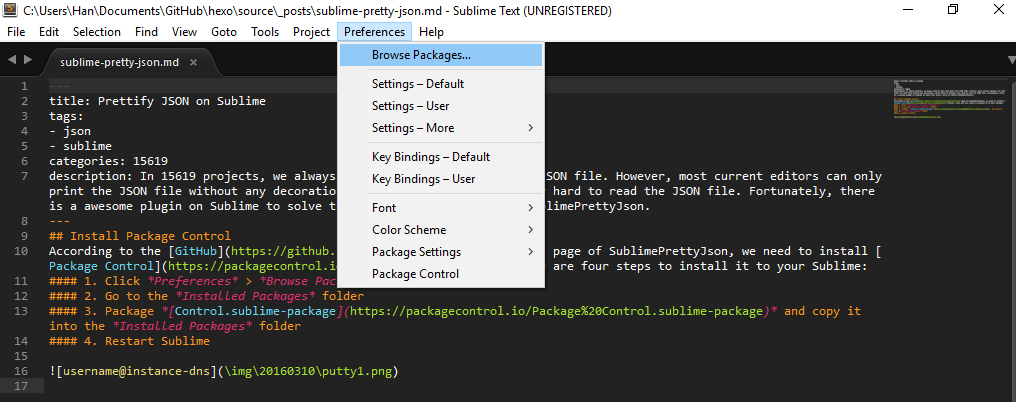 C:\Users\Han\Documents\GitHub\hexo\source\_posts\sublime-pretty-json.md - Sublime Text (UNREGISTERED)
File Edit Selection Find View Goto Tools Project Preferences Help
sublime-pretty-json.md ×
Browse Packages...
Settings – Default
Settings – User
Settings – More
Key Bindings – Default
Key Bindings – User
Font
Color Scheme
Package Settings
Package Control
1 ---
2 title: Prettify JSON on Sublime
3 tags:
4 - json
5 - sublime
6 categories: 15619
7 description: In 15619 projects, we always SON file. However, most current editors can only
print the JSON file without any decoratio hard to read the JSON file. Fortunately, there
is a awesome plugin on Sublime to solve t limePrettyJson.
8 ---
9 ## Install Package Control
10 According to the [GitHub](https://github. page of SublimePrettyJson, we need to install [
Package Control](https://packagecontrol.i are four steps to install it to your Sublime:
11 #### 1. Click *Preferences* > *Browse Pac
12 #### 2. Go to the *Installed Packages* folder
13 #### 3. Package *[Control.sublime-package](https://packagecontrol.io/Package%20Control.sublime-package)* and copy it
into the *Installed Packages* folder
14 #### 4. Restart Sublime
15
16 ![username@instance-dns](\img\20160310\putty1.png)
17